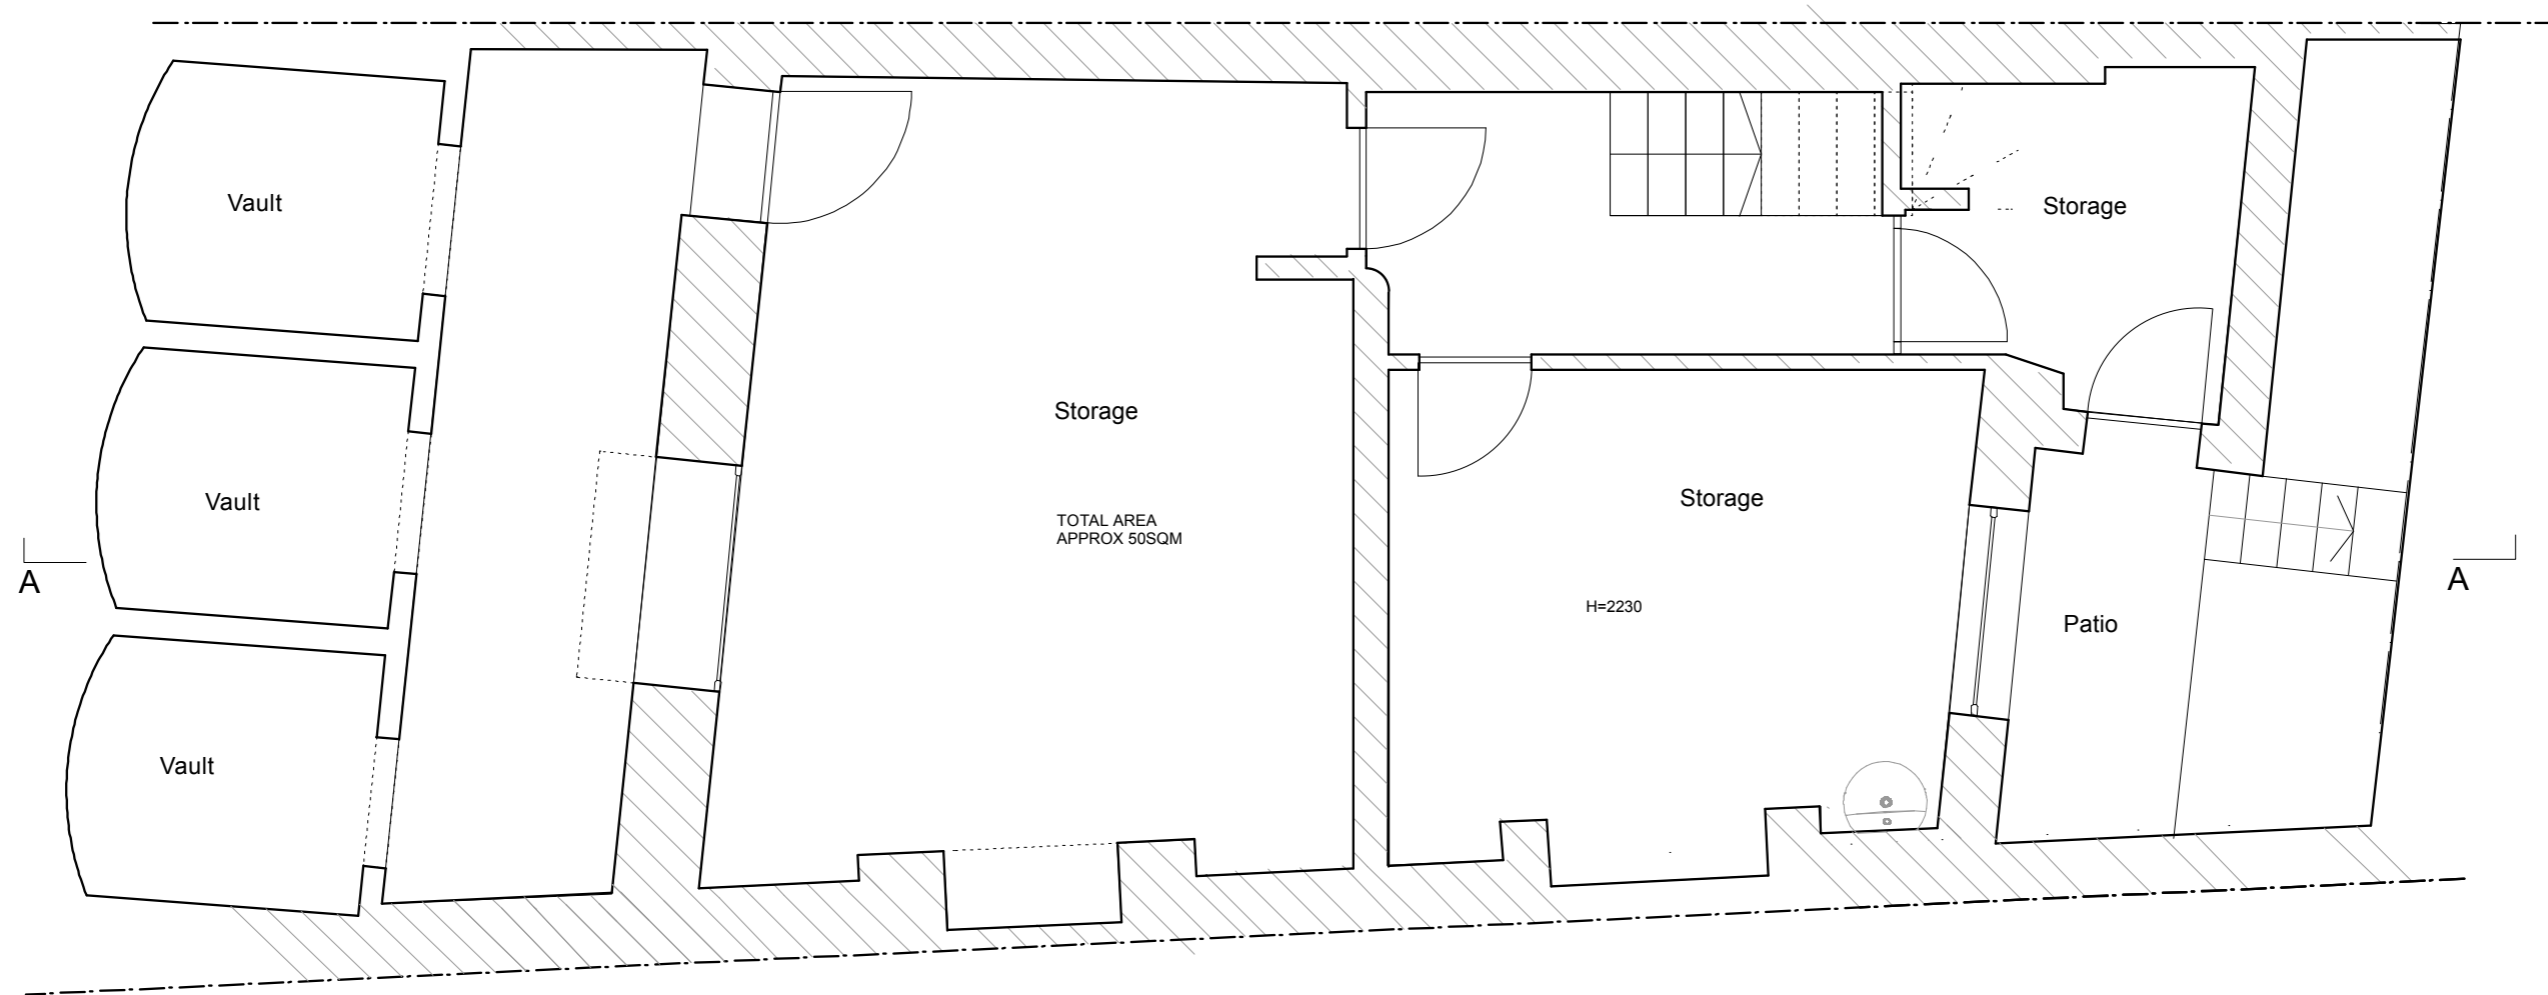 Vault
Storage
Storage
Storage
TOTAL AREA
APPROX 50SQM
Vault
A
A
H=2230
Patio
Vault